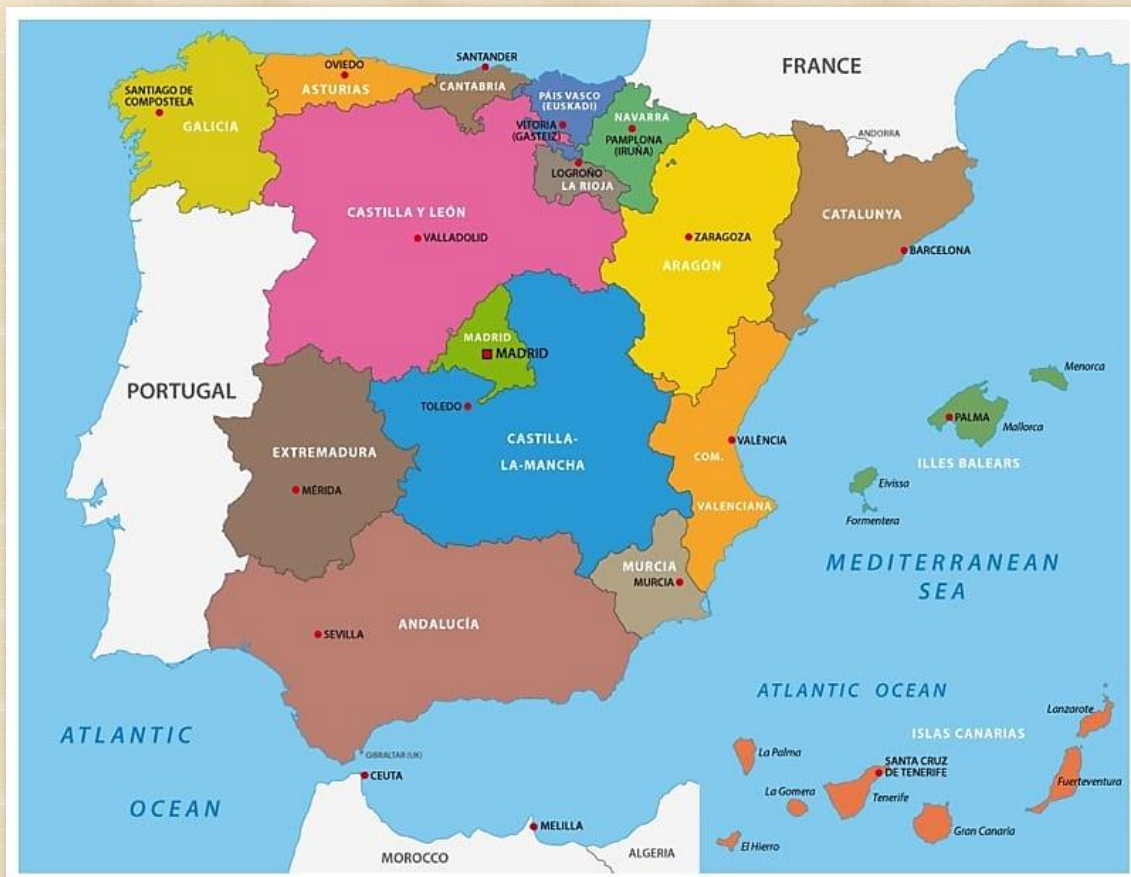 FRANCE
SANTANDER
OVIEDO
ASTURIAS
CANTABRIA
SANTIAGO DE
COMPOSTELA
GALICIA
PÁIS VASCO
(EUSKADI)
VITORIA
(GASTEIZ)
NAVARRA
PAMPLONA
(IRUÑA)
ANDORRA
LOGROÑO
LA RIOJA
CASTILLA Y LEÓN
VALLADOLID
ZARAGOZA
ARAGÓN
CATALUNYA
BARCELONA
MADRID
MADRID
PORTUGAL
TOLEDO
CASTILLA-
LA-MANCHA
EXTREMADURA
MÉRIDA
VALÈNCIA
COM.
VALENCIANA
Menorca
PALMA
Mallorca
ILLES BALEARS
Eivissa
Formentera
MEDITERRANEAN
SEA
MURCIA
MURCIA
ANDALUCÍA
SEVILLA
ATLANTIC
OCEAN
GIBRALTAR (UK)
CEUTA
MELILLA
MOROCCO
ALGERIA
ATLANTIC OCEAN
ISLAS CANARIAS
Lanzarote
La Palma
SANTA CRUZ
DE TENERIFE
Fuerteventura
La Gomera
Tenerife
Gran Canaria
El Hierro